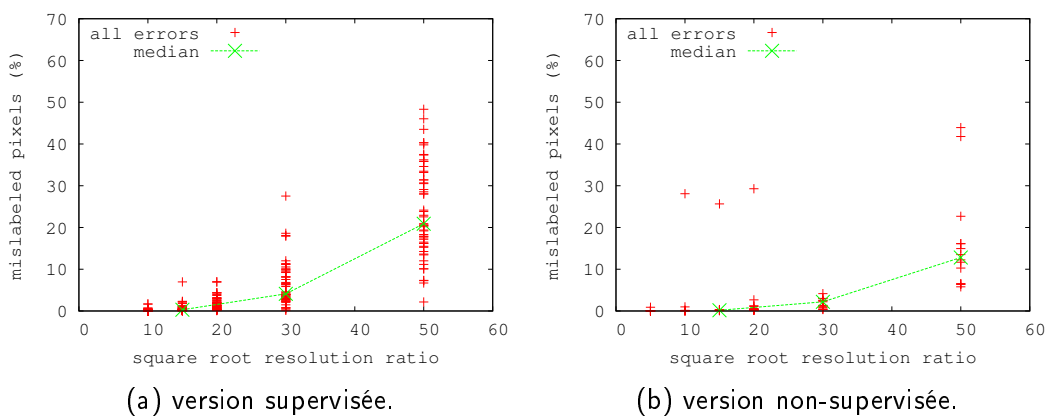 70
60
50
40
30
20
10
0
mislabeled pixels (%)
all errors
median
0 10 20 30 40 50 60
square root resolution ratio
(a) version supervisée.
70
60
50
40
30
20
10
0
mislabeled pixels (%)
all errors
median
0 10 20 30 40 50 60
square root resolution ratio
(b) version non-supervisée.